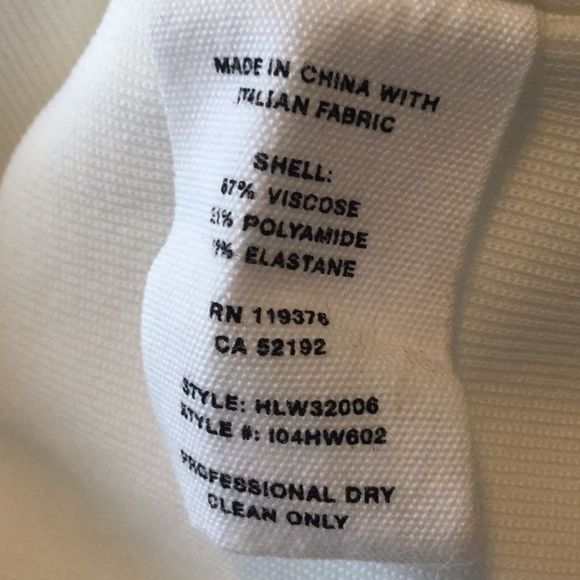 MADE IN CHINA WITH
ITALIAN FABRIC
SHELL:
67% VISCOSE
POLYAMIDE
ELASTANE
RN 119376
CA 52192
STYLE: HLW32006
STYLE #: I04HW602
PROFESSIONAL DRY
CLEAN ONLY